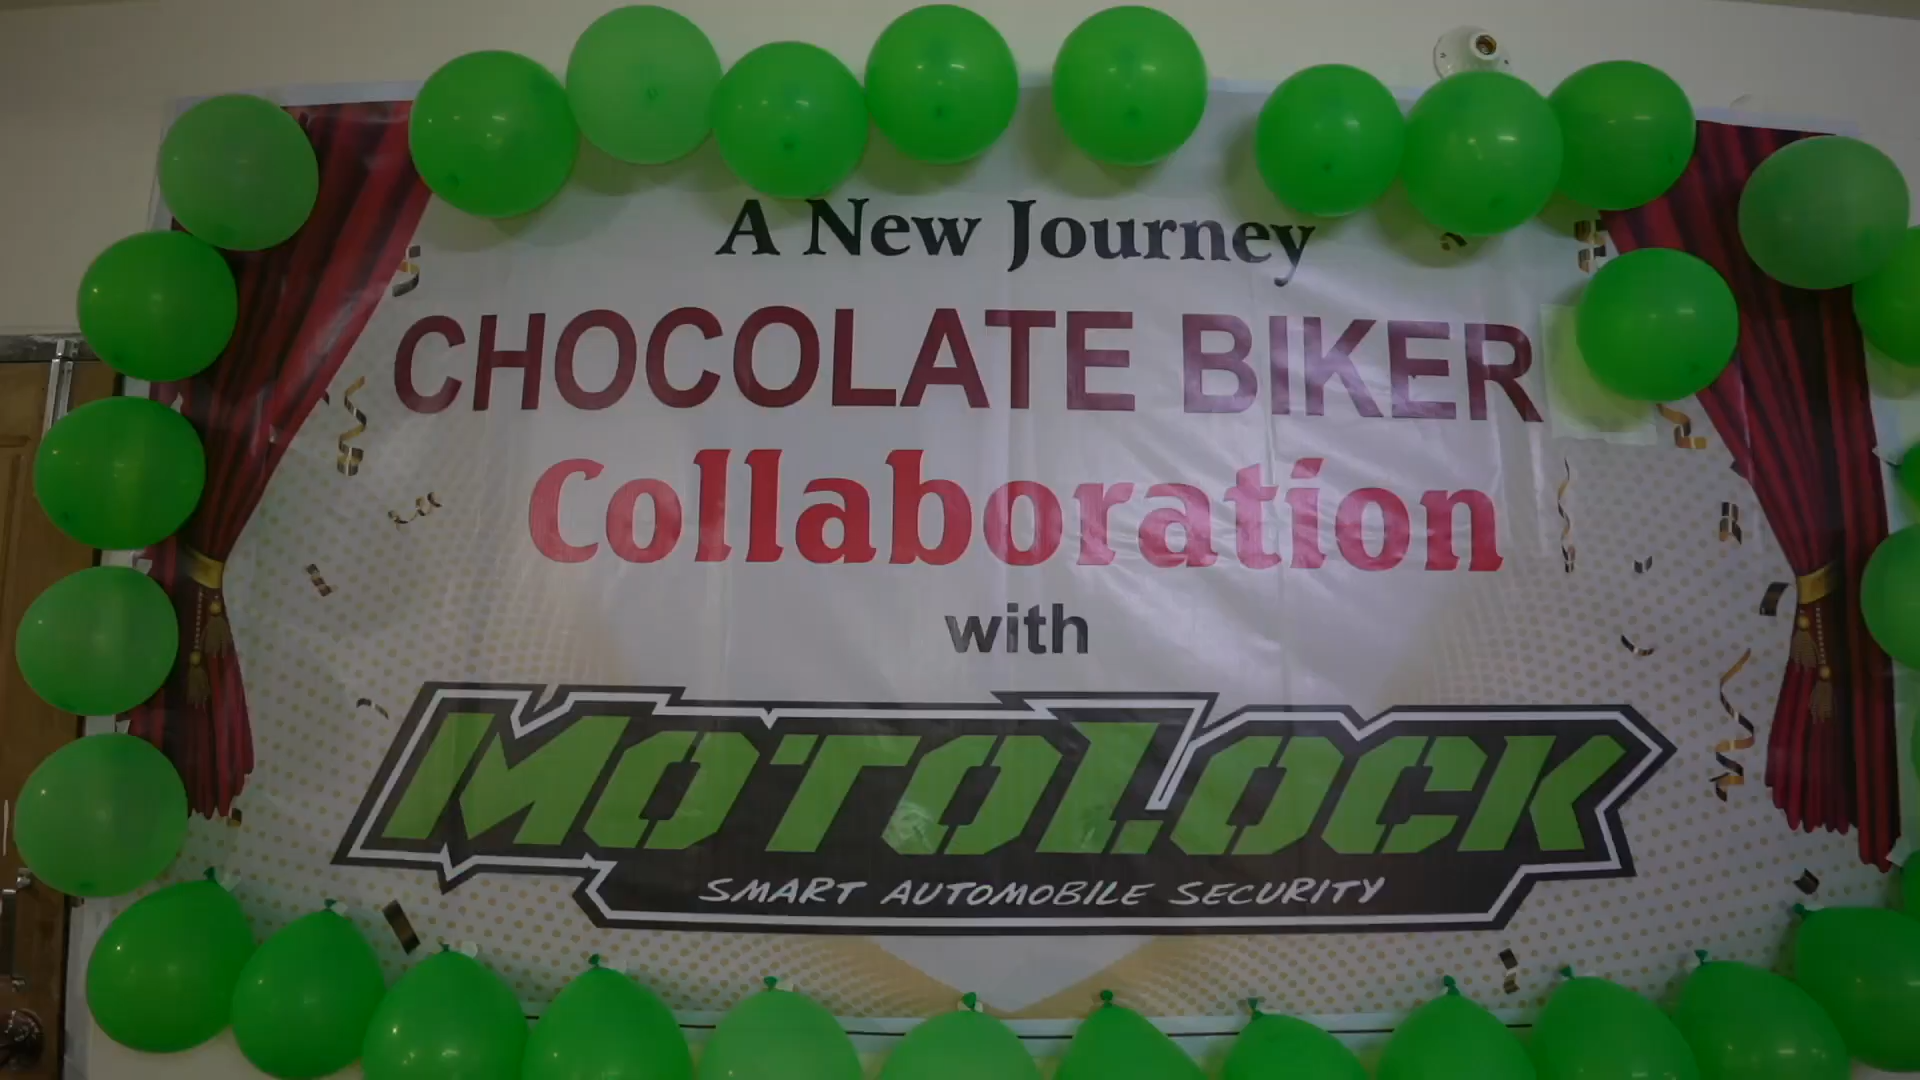 A New Journey
CHOCOLATE BIKER
Collaboration
with
MOTOLOCK
SMART AUTOMOBILE SECURITY